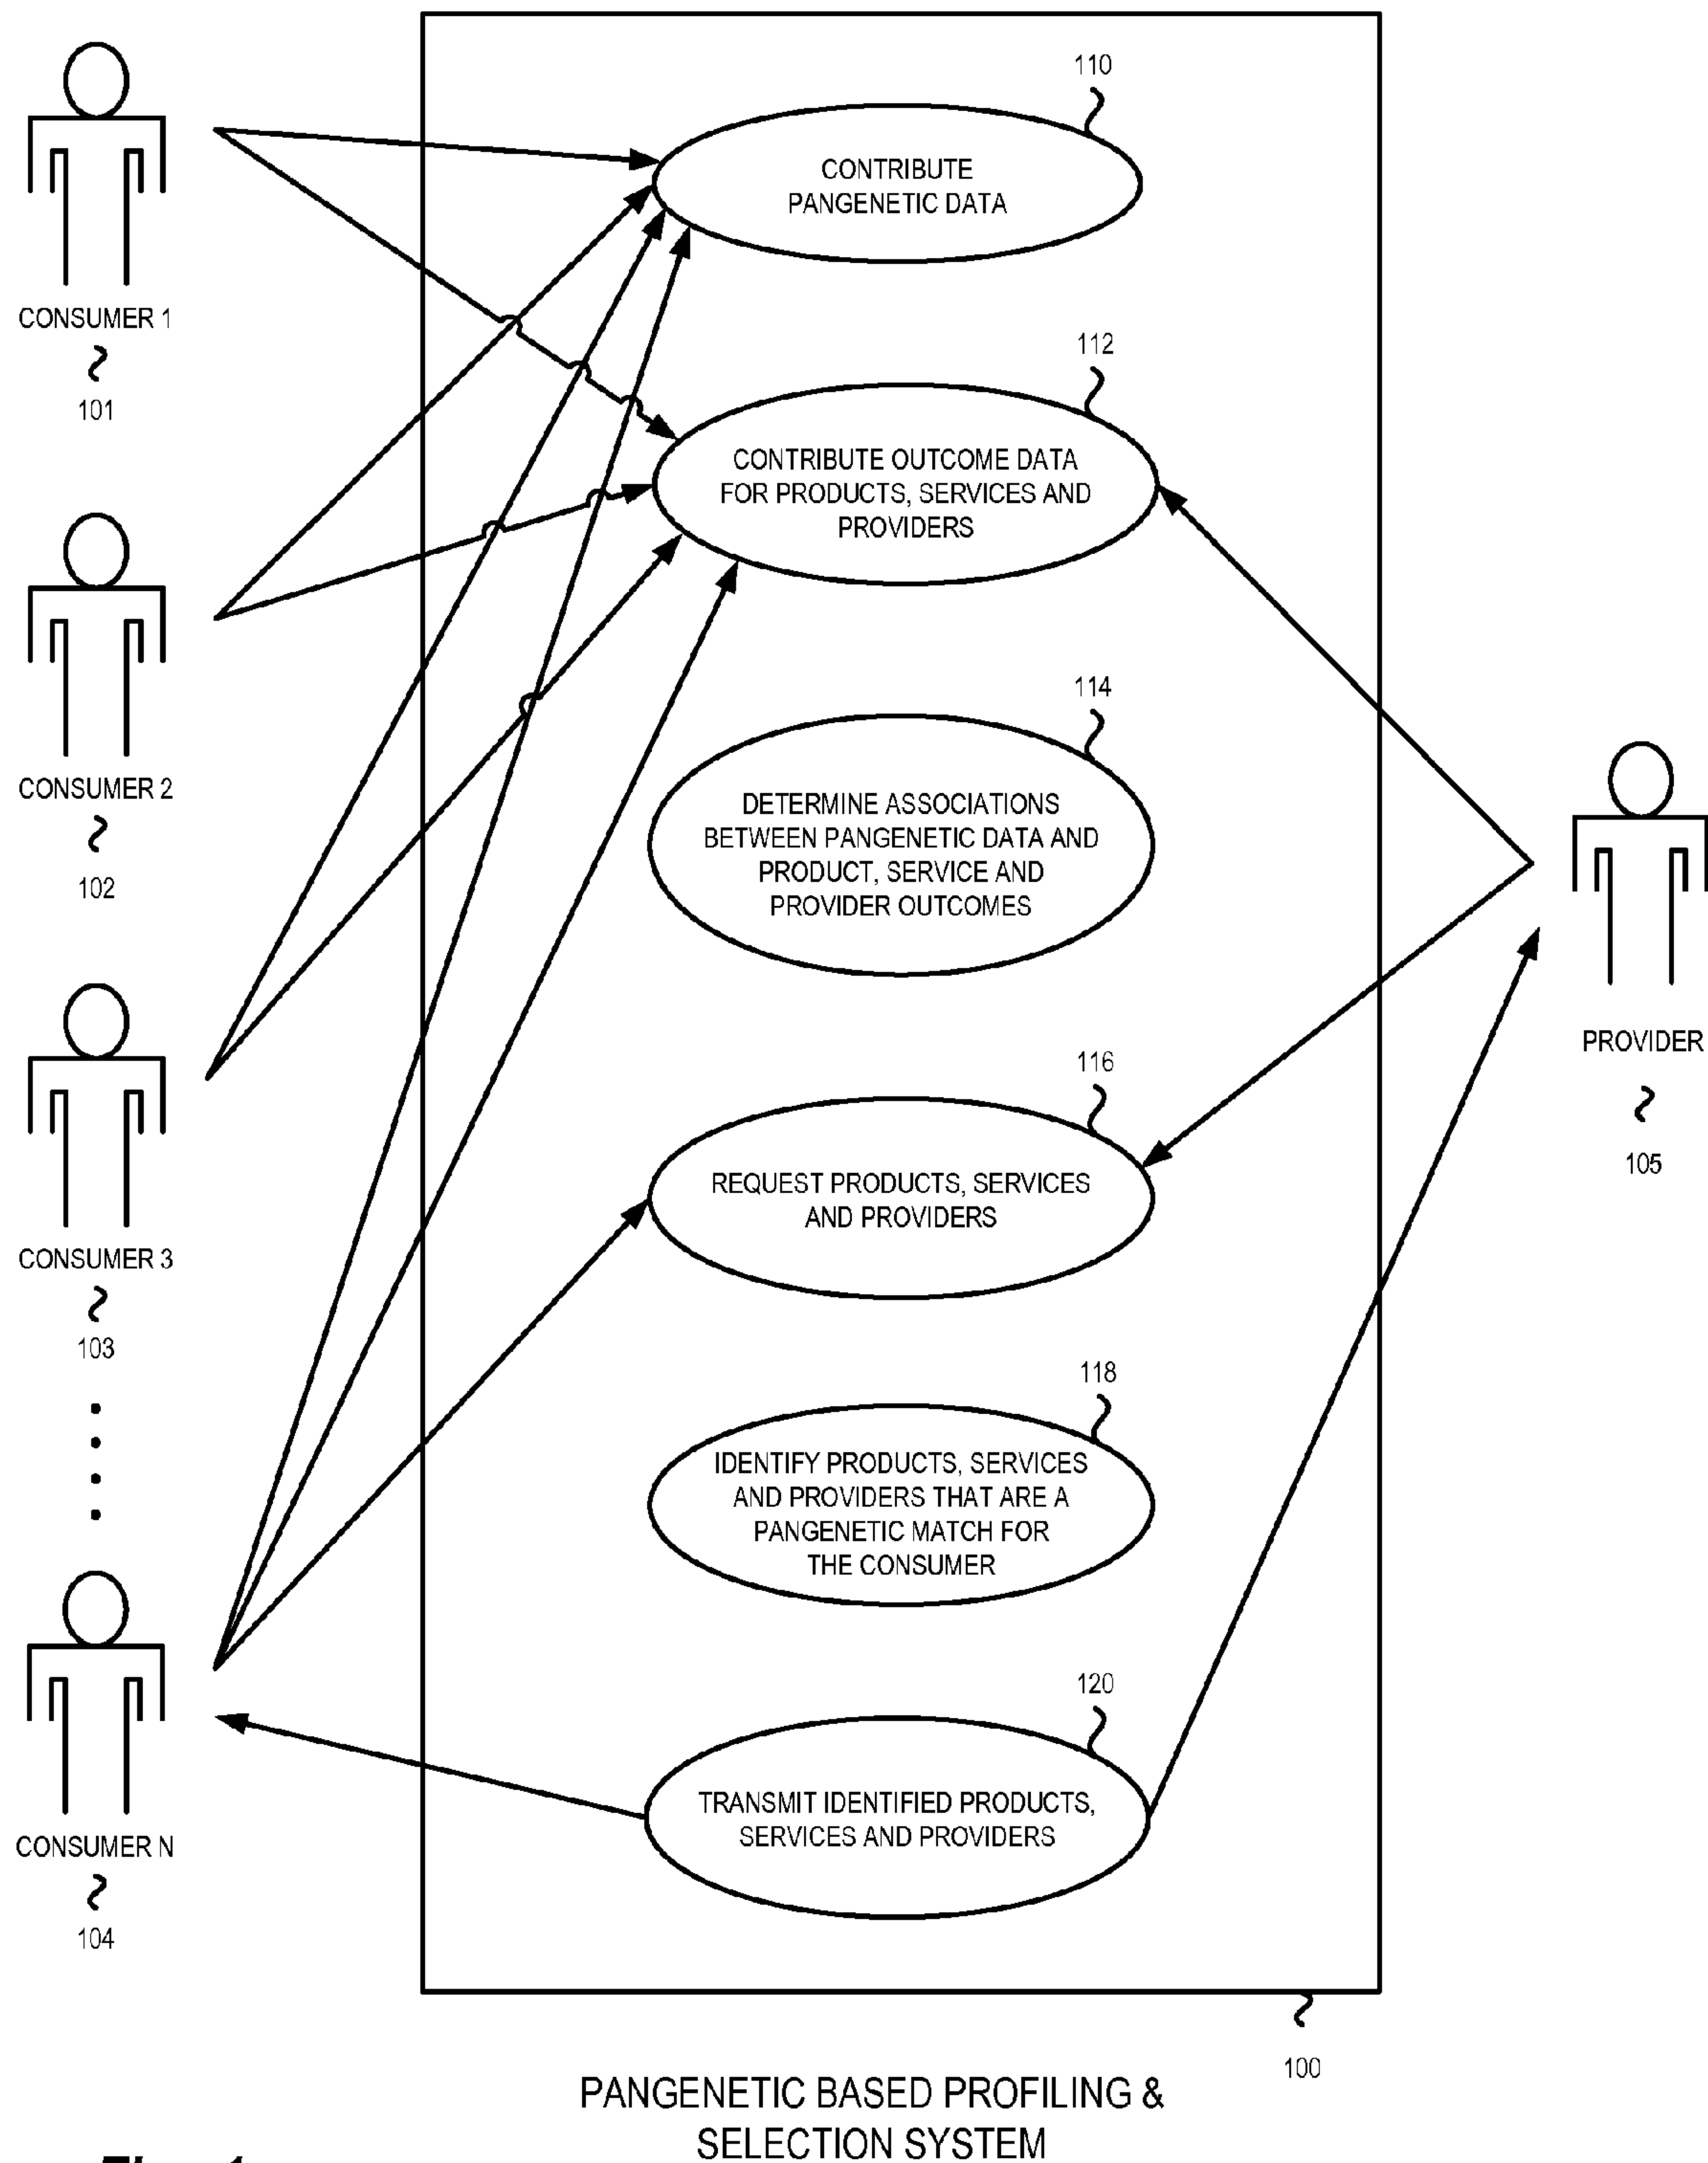 110
CONTRIBUTE
PANGENETIC DATA
CONSUMER 1
101
112
CONTRIBUTE OUTCOME DATA
FOR PRODUCTS, SERVICES AND
PROVIDERS
CONSUMER 2
102
114
DETERMINE ASSOCIATIONS
BETWEEN PANGENETIC DATA AND
PRODUCT, SERVICE AND
PROVIDER OUTCOMES
PROVIDER
105
116
REQUEST PRODUCTS, SERVICES
AND PROVIDERS
CONSUMER 3
103
118
IDENTIFY PRODUCTS, SERVICES
AND PROVIDERS THAT ARE A
PANGENETIC MATCH FOR
THE CONSUMER
120
TRANSMIT IDENTIFIED PRODUCTS,
SERVICES AND PROVIDERS
CONSUMER N
104
100
PANGENETIC BASED PROFILING &
SELECTION SYSTEM